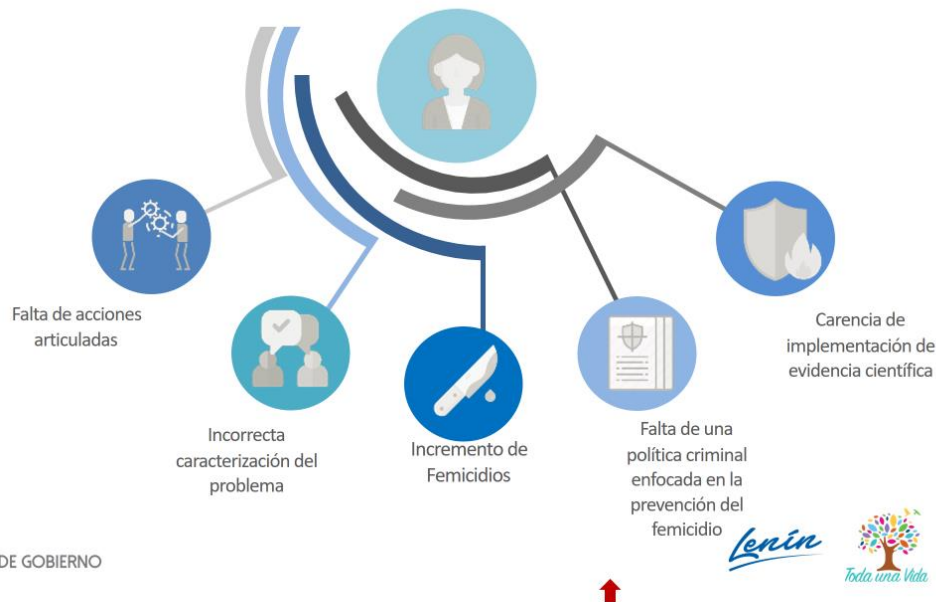 Falta de acciones
articuladas
Incorrecta
caracterización del
problema
Incremento de
Femicidios
Falta de una
política criminal
enfocada en la
prevención del
femicidio
Carencia de
implementación de
evidencia científica
DE GOBIERNO
Lenín
Toda una Vida